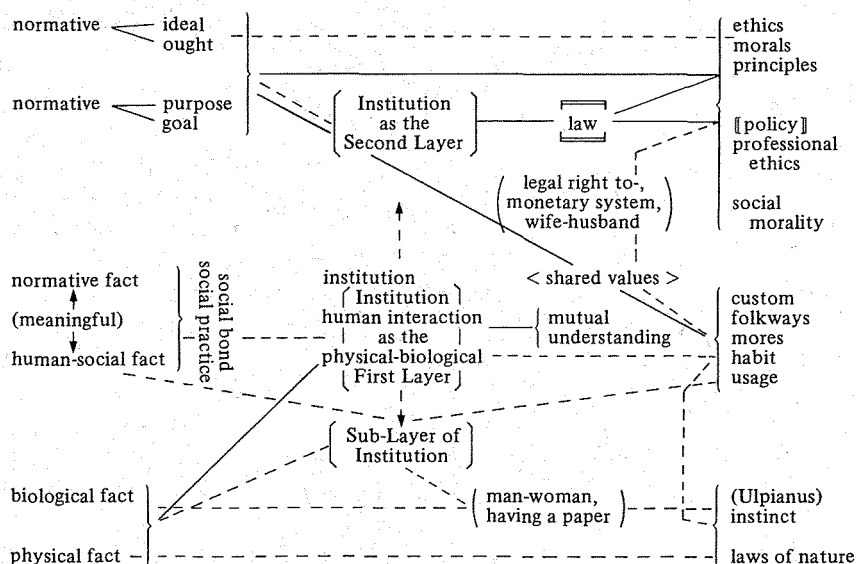 normative
ideal
ought
normative
purpose
goal
Institution
as the
Second Layer
law
ethics
morals
principles
⟦policy⟧
professional
ethics
social
morality
(legal right to-,
monetary system,
wife-husband)
normative fact
(meaningful)
human-social fact
social bond
social practice
institution
[Institution]
human interaction
as the
physical-biological
[First Layer]
mutual
understanding
< shared values >
custom
folkways
mores
habit
usage
Sub-Layer of
Institution
biological fact
physical fact
(man-woman,
having a paper)
(Ulpianus)
instinct
laws of nature